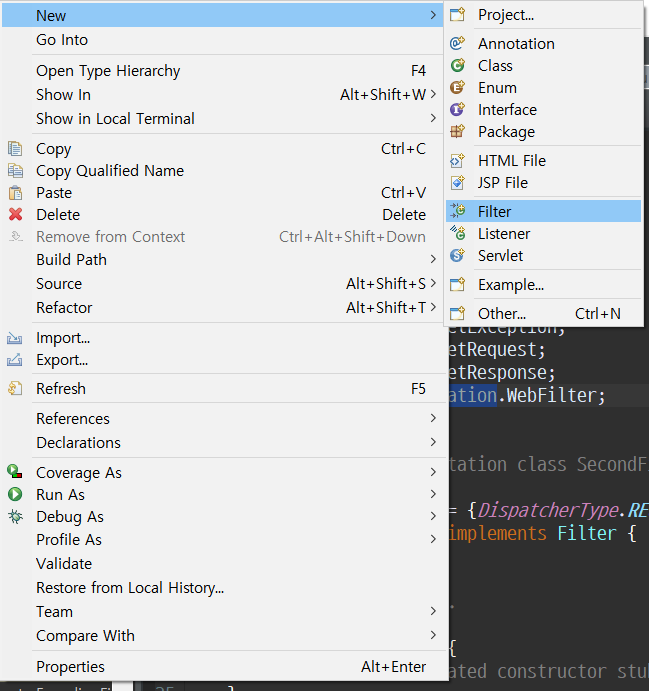 New
Go Into
Open Type Hierarchy F4
Show In Alt+Shift+W
Show in Local Terminal
Copy Ctrl+C
Copy Qualified Name
Paste Ctrl+V
Delete Delete
Remove from Context Ctrl+Alt+Shift+Down
Build Path
Source Alt+Shift+S
Refactor Alt+Shift+T
Import...
Export...
Refresh F5
References
Declarations
Coverage As
Run As
Debug As
Profile As
Validate
Restore from Local History...
Team
Compare With
Properties Alt+Enter
Project...
Annotation
Class
Enum
Interface
Package
HTML File
JSP File
Filter
Listener
Servlet
Example...
Other... Ctrl+N
etException;
etRequest;
etResponse;
ation.WebFilter;
tation class SecondF
= {DispatcherType.RE
implements Filter {
{
ated constructor stu
}